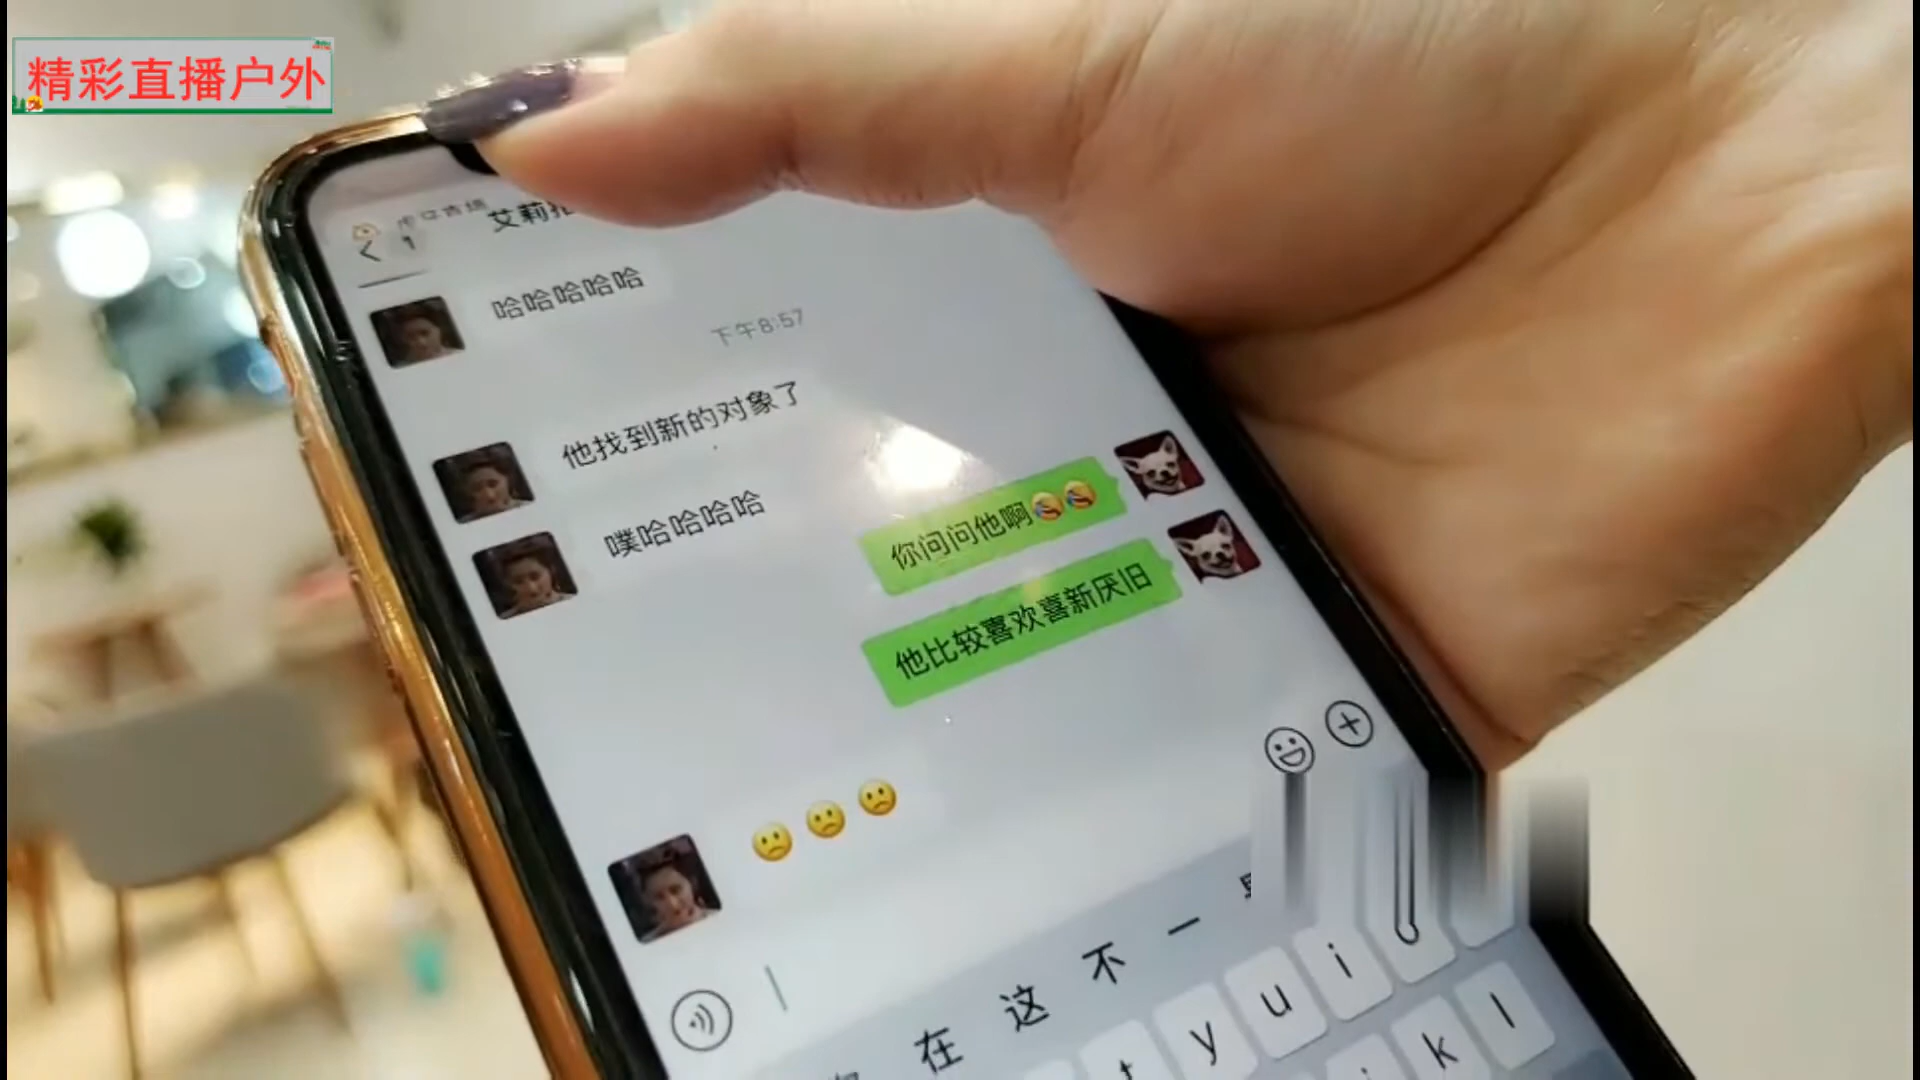 精彩直播户外
艾莉
哈哈哈哈哈
下午8:57
他找到新的对象了
噗哈哈哈哈
你问问他啊
他比较喜欢喜新厌旧
在 这 不 一
t y u i
k l